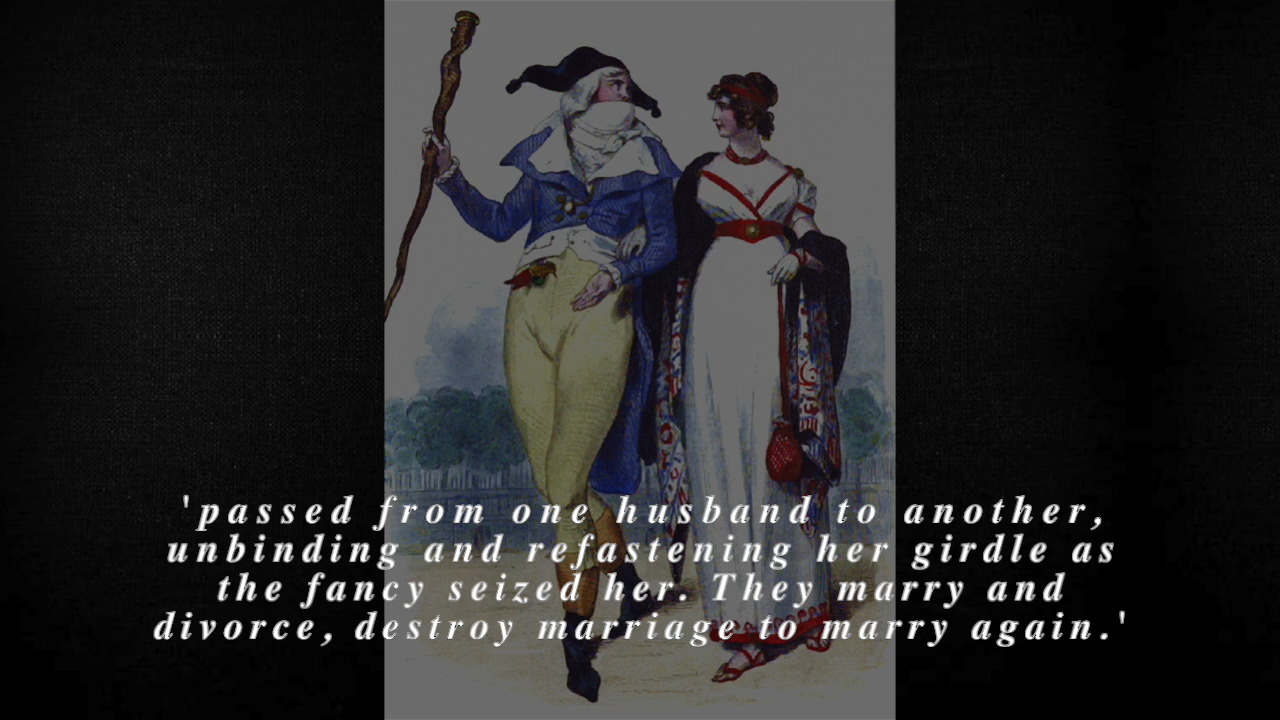 'passed from one husband to another,
unbinding and refastening her girdle as
the fancy seized her. They marry and
divorce, destroy marriage to marry again.'